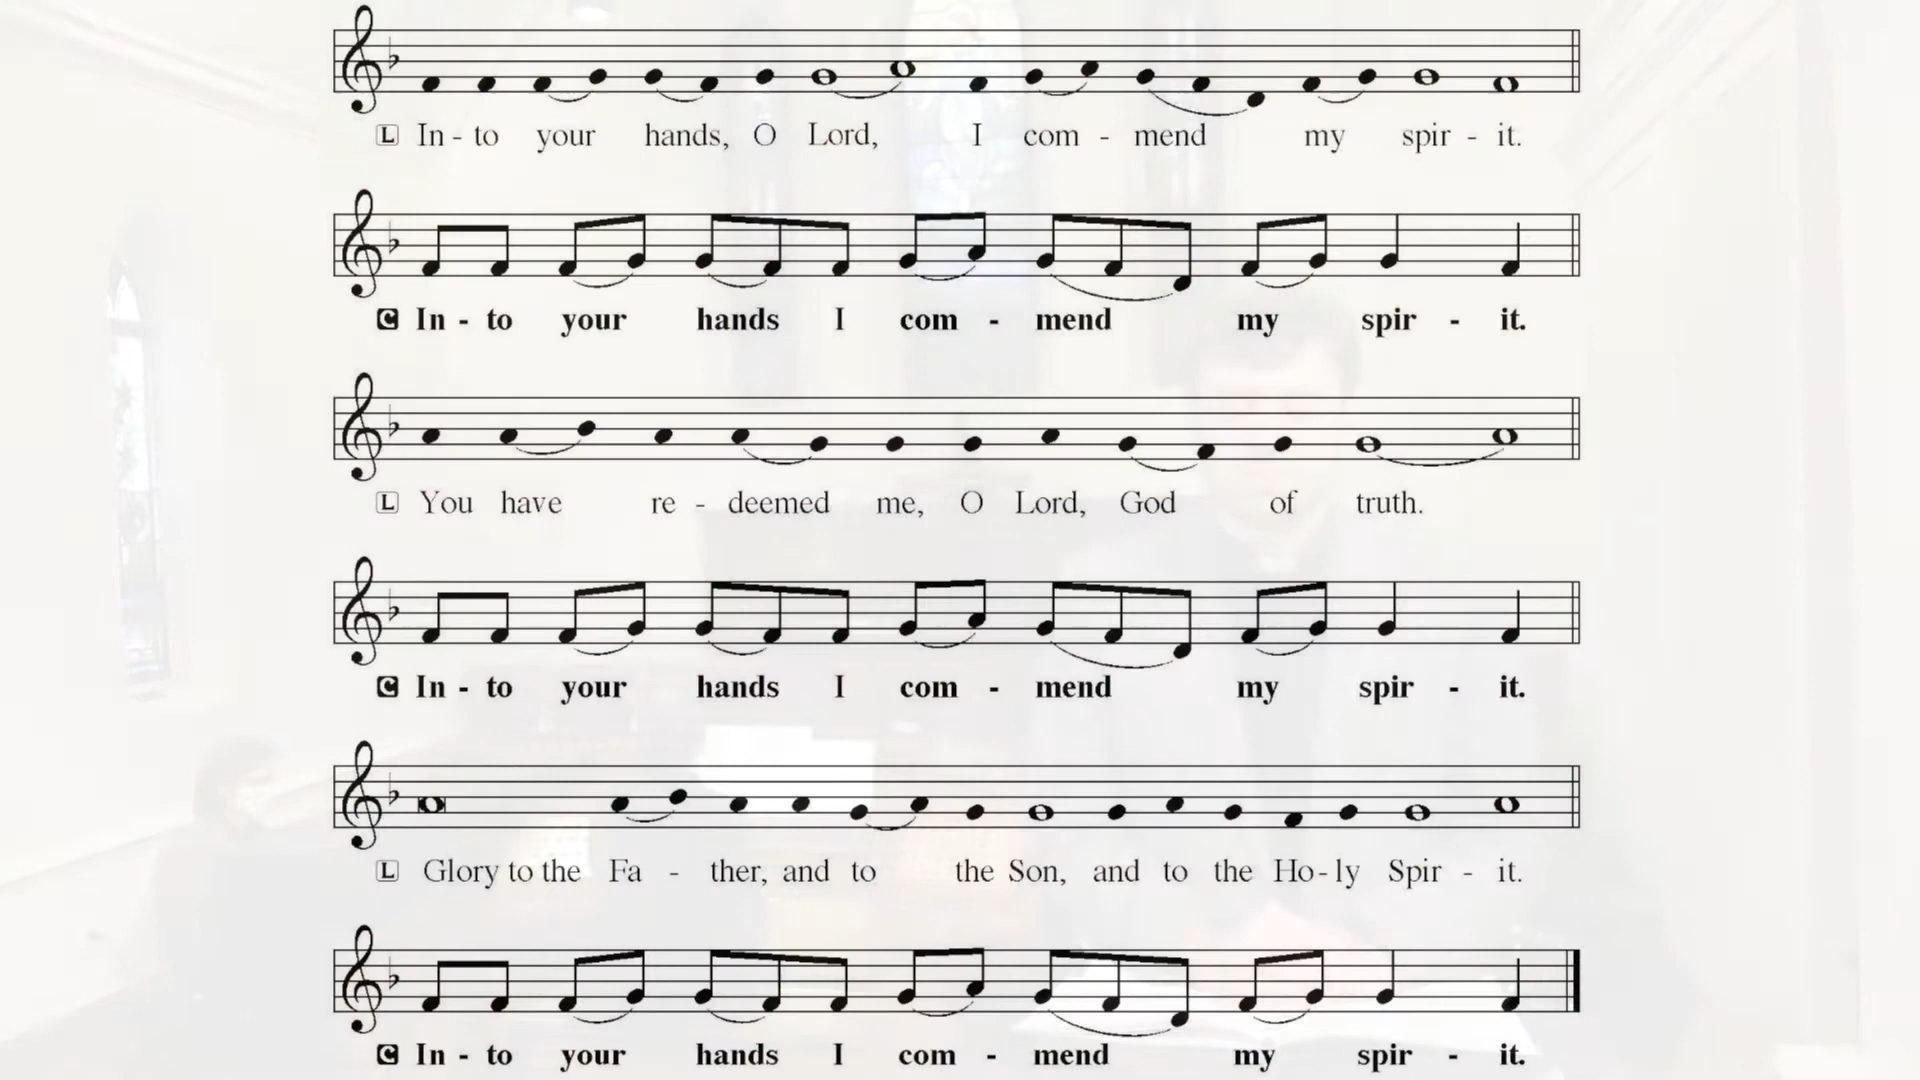 L In - to your hands, O Lord, I com - mend my spir - it.
C In - to your hands I com - mend my spir - it.
L You have re - deemed me, O Lord, God of truth.
C In - to your hands I com - mend my spir - it.
L Glory to the Fa - ther, and to the Son, and to the Ho - ly Spir - it.
C In - to your hands I com - mend my spir - it.